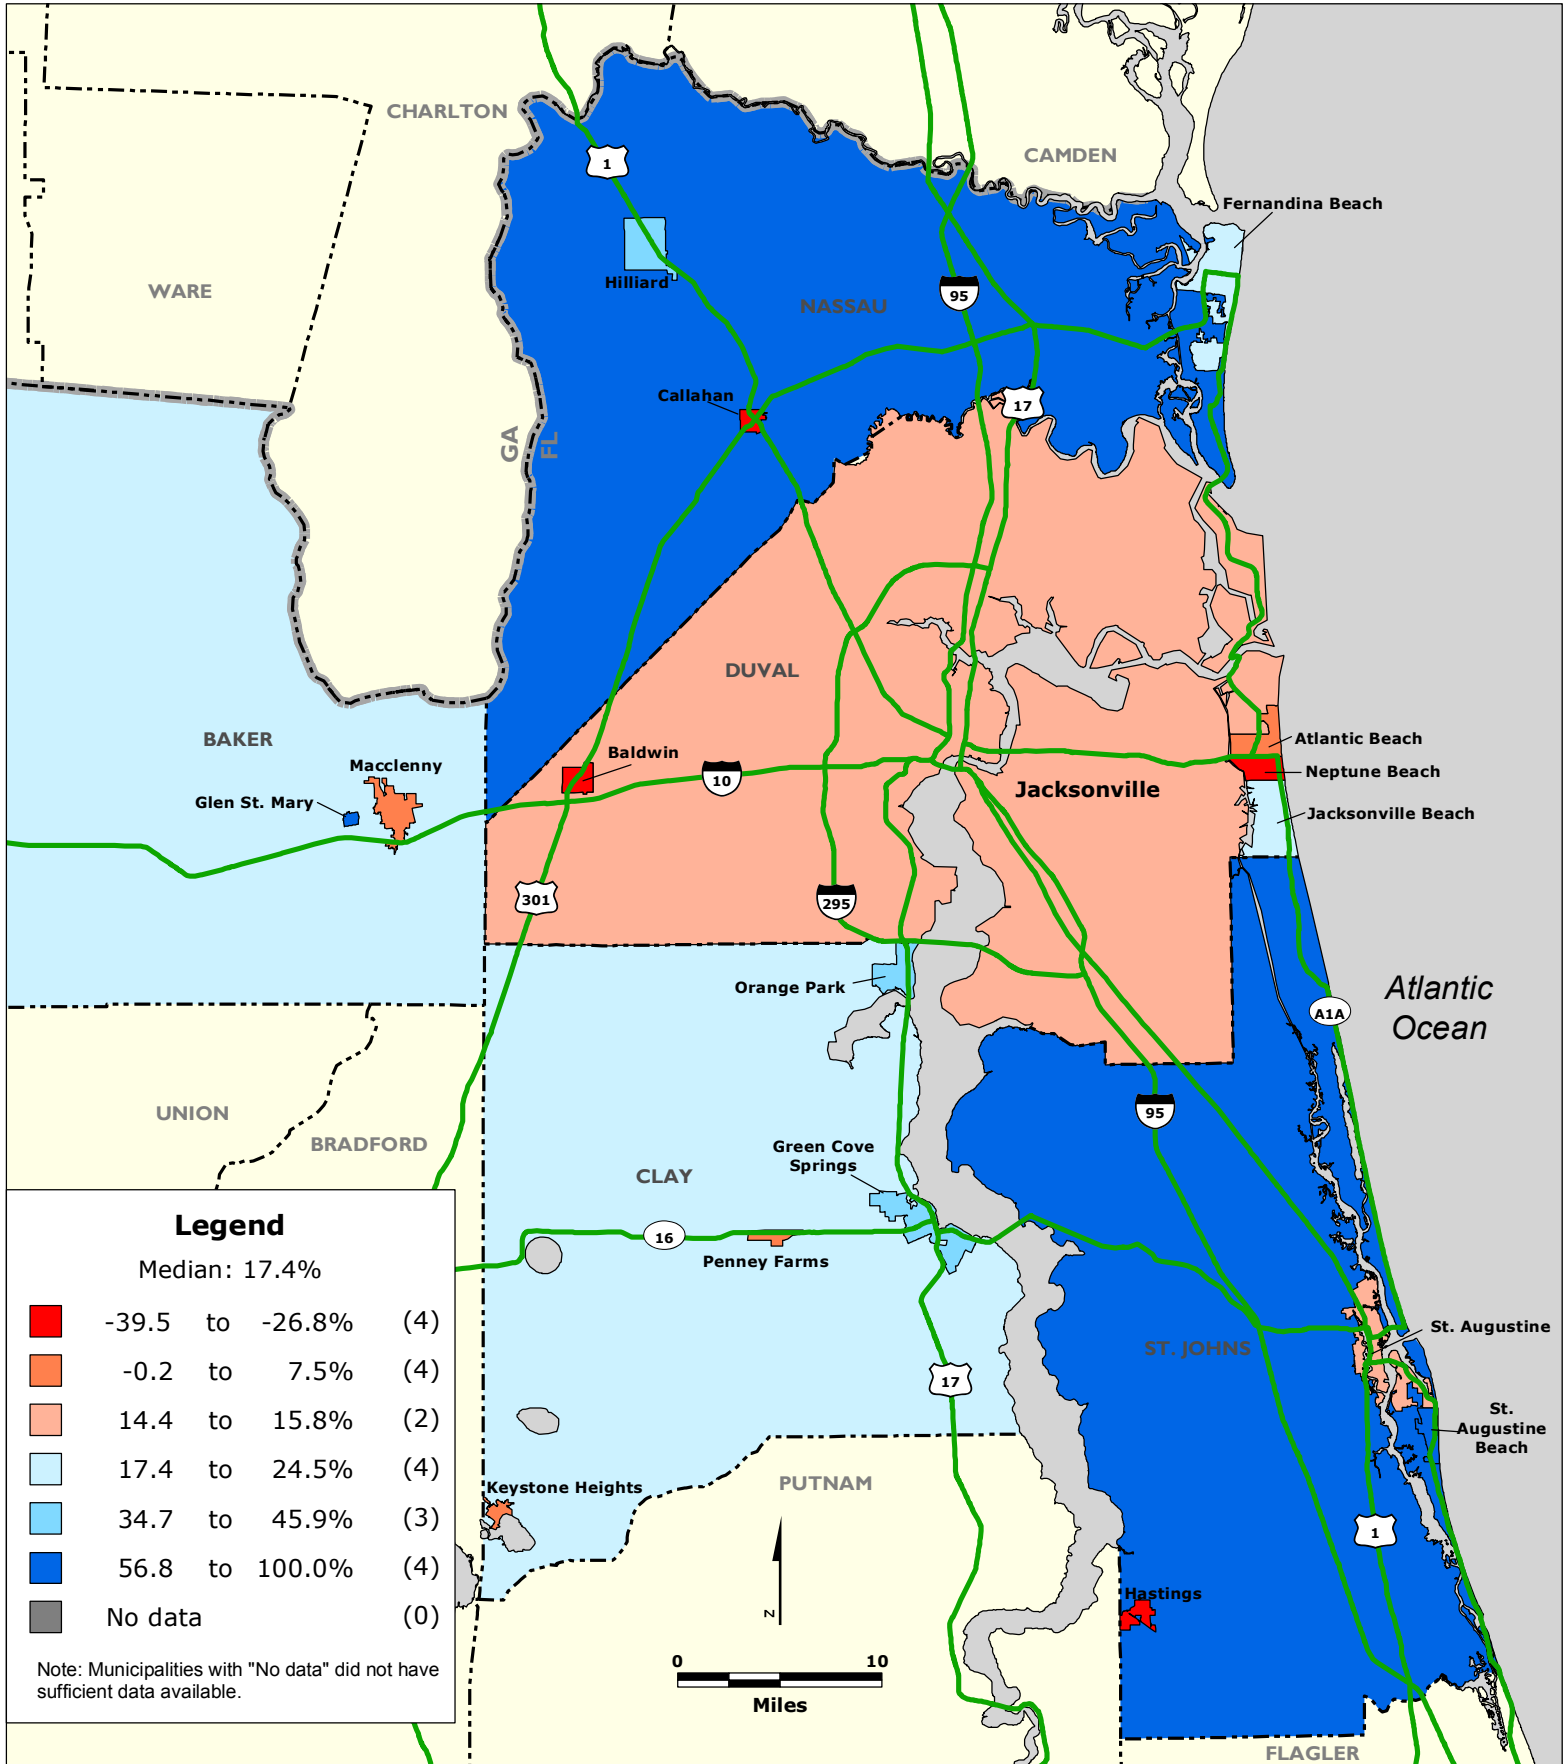 CHARLTON
CAMDEN
1
Fernandina Beach
WARE
Hilliard
NASSAU
95
Callahan
17
GA
FL
DUVAL
BAKER
Macclenny
Baldwin
Atlantic Beach
Glen St. Mary
10
Neptune Beach
Jacksonville
Jacksonville Beach
301
295
Orange Park
Atlantic
Ocean
A1A
UNION
BRADFORD
95
Green Cove
Springs
CLAY
16
Penney Farms
St. Augustine
ST. JOHNS
17
St.
Augustine
Beach
Keystone Heights
PUTNAM
1
Hastings
N
0 10
Miles
FLAGLER
Legend
Median: 17.4%
-39.5 to -26.8% (4)
-0.2 to 7.5% (4)
14.4 to 15.8% (2)
17.4 to 24.5% (4)
34.7 to 45.9% (3)
56.8 to 100.0% (4)
No data (0)
Note: Municipalities with "No data" did not have
sufficient data available.